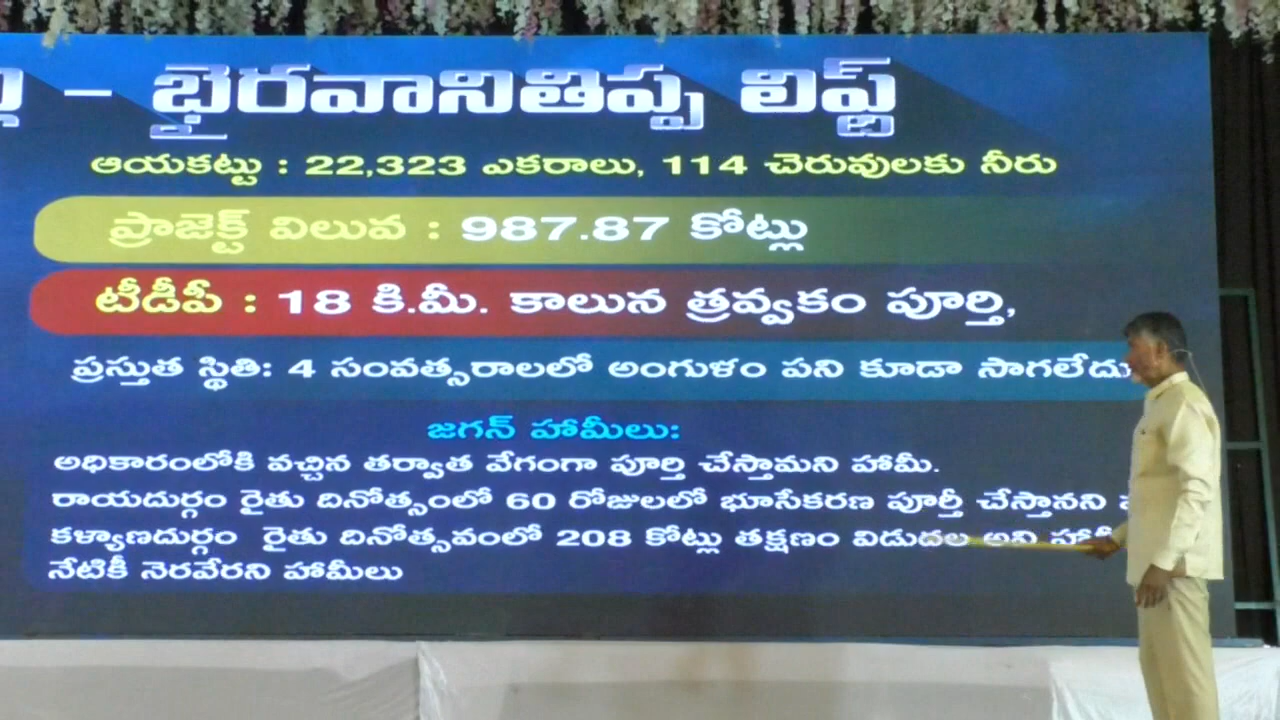 – భైరవానితిప్ప లిఫ్ట్
ఆయకట్టు : 22,323 ఎకరాలు, 114 చెరువులకు నీరు
ప్రాజెక్ట్ విలువ : 987.87 కోట్లు
టీడీపీ : 18 కి.మీ. కాలువ త్రవ్వకం పూర్తి,
ప్రస్తుత స్థితి: 4 సంవత్సరాలలో అంగుళం పని కూడా సాగలేదు
జగన్ హామీలు:
అధికారంలోకి వచ్చిన తర్వాత వేగంగా పూర్తి చేస్తామని హామీ.
రాయదుర్గం రైతు దినోత్సంలో 60 రోజులలో భూసేకరణ పూర్తీ చేస్తానని
కళ్యాణదుర్గం రైతు దినోత్సవంలో 208 కోట్లు తక్షణం విడుదల అని హామీ
నేటికీ నెరవేరని హామీలు